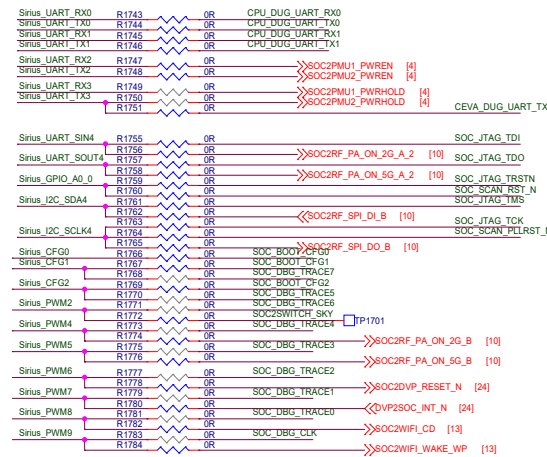 Sirius_UART_RX0 R1743 0R CPU_DUG_UART_RX0
Sirius_UART_TX0 R1744 0R CPU_DUG_UART_TX0
Sirius_UART_RX1 R1745 0R CPU_DUG_UART_RX1
Sirius_UART_TX1 R1746 0R CPU_DUG_UART_TX1
Sirius_UART_RX2 R1747 0R SOC2PMU1_PWREN [4]
Sirius_UART_TX2 R1748 0R SOC2PMU2_PWREN [4]
Sirius_UART_RX3 R1749 0R SOC2PMU1_PWRHOLD [4]
Sirius_UART_TX3 R1750 0R SOC2PMU2_PWRHOLD [4]
R1751 0R CEVA_DUG_UART_TX
Sirius_UART_SIN4 R1755 0R SOC_JTAG_TDI
R1756 0R SOC2RF_PA_ON_2G_A_2 [10]
Sirius_UART_SOUT4 R1757 0R SOC_JTAG_TDO
R1758 0R SOC2RF_PA_ON_5G_A_2 [10]
Sirius_GPIO_A0_0 R1759 0R SOC_JTAG_TRSTN
R1760 0R SOC_SCAN_RST_N
Sirius_I2C_SDA4 R1761 0R SOC_JTAG_TMS
R1762 0R SOC2RF_SPI_DI_B [10]
R1763 0R SOC_JTAG_TCK
Sirius_I2C_SCLK4 R1764 0R SOC_SCAN_PLLRST_N
R1765 0R SOC2RF_SPI_DO_B [10]
Sirius_CFG0 R1766 0R SOC_BOOT_CFG0
Sirius_CFG1 R1767 0R SOC_BOOT_CFG1
R1768 0R SOC_DBG_TRACE7
Sirius_CFG2 R1769 0R SOC_BOOT_CFG2
R1770 0R SOC_DBG_TRACE5
Sirius_PWM2 R1771 0R SOC_DBG_TRACE6
R1772 0R SOC2SWITCH_SKY TP1701
Sirius_PWM4 R1773 0R SOC_DBG_TRACE4
R1774 0R SOC2RF_PA_ON_2G_B [10]
Sirius_PWM5 R1775 0R SOC_DBG_TRACE3
R1776 0R SOC2RF_PA_ON_5G_B [10]
Sirius_PWM6 R1777 0R SOC_DBG_TRACE2
R1778 0R SOC2DVP_RESET_N [24]
Sirius_PWM7 R1779 0R SOC_DBG_TRACE1
R1780 0R DVP2SOC_INT_N [24]
Sirius_PWM8 R1781 0R SOC_DBG_TRACE0
R1782 0R SOC2WIFI_CD [13]
Sirius_PWM9 R1783 0R SOC_DBG_CLK
R1784 0R SOC2WIFI_WAKE_WP [13]